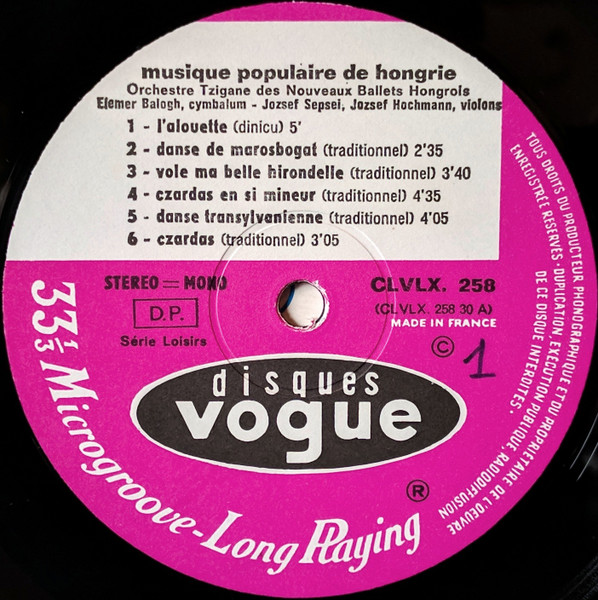 musique populaire de hongrie
Orchestre Tzigane des Nouveaux Ballets Hongrois
Elemer Balogh, cymbalum - Jozsef Sepsei, Jozsef Hochmann, violons
1 - l'alouette (dinicu) 5'
2 - danse de marosbogat (traditionnel) 2'35
3 - vole ma belle hirondelle (traditionnel) 3'40
4 - czardas en si mineur (traditionnel) 4'35
5 - danse transylvanienne (traditionnel) 4'05
6 - czardas (traditionnel) 3'05
STEREO = MONO
D.P.
Série Loisirs
CLVLX. 258
(CLVLX. 258 30 A)
MADE IN FRANCE
© 1
disques
vogue
®
33 1/3 Microgroove - Long Playing
TOUS DROITS DU PRODUCTEUR PHONOGRAPHIQUE ET DU PROPRIÉTAIRE DE L'OEUVRE
ENREGISTRÉE RÉSERVÉS · DUPLICATION, EXÉCUTION PUBLIQUE, RADIODIFFUSION
DE CE DISQUE INTERDITES ·